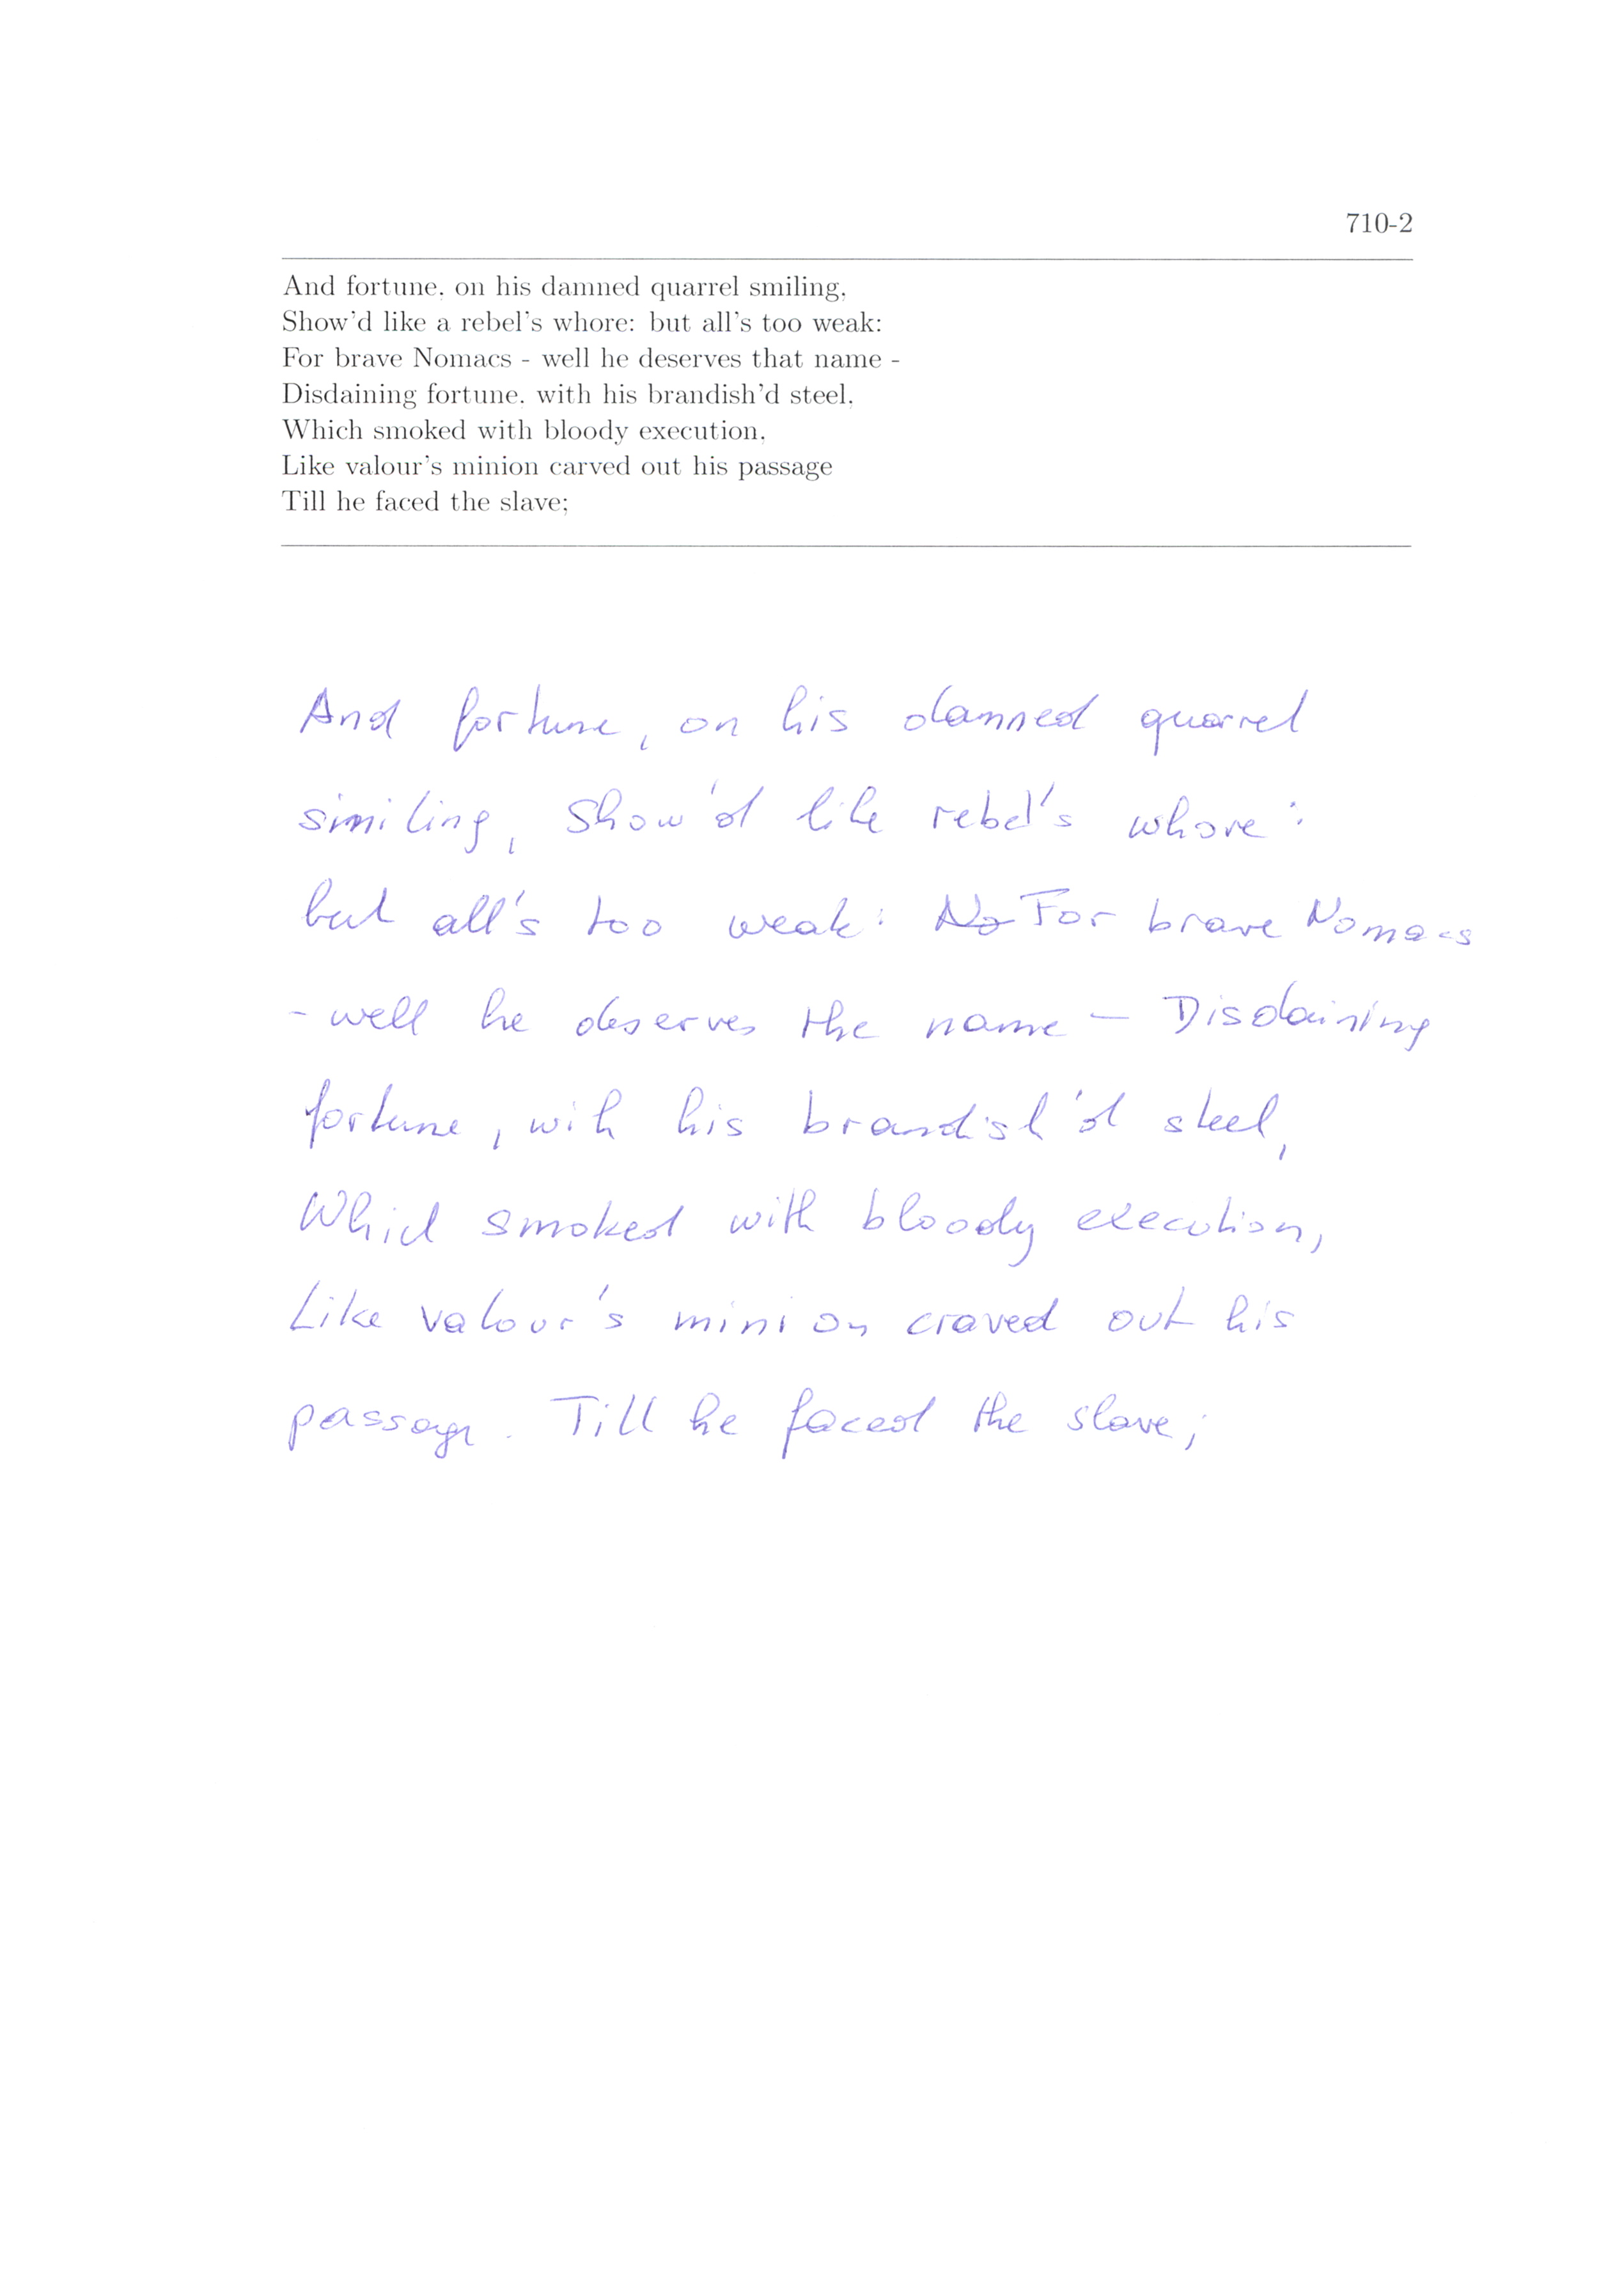 710-2
And fortune, on his damned quarrel smiling,
Show'd like a rebel's whore: but all's too weak:
For brave Nomacs - well he deserves that name -
Disdaining fortune, with his brandish'd steel,
Which smoked with bloody execution,
Like valour's minion carved out his passage
Till he faced the slave;
And fortune, on his damned quarrel
similing, Show'd like rebel's whore:
but all's too weak: No For brave Nomacs
- well he deserves the name - Disdaining
fortune, wih his brandish'd steel,
Which smoked with bloody execution,
Like valour's minion craved out his
passage. Till he faced the slave;